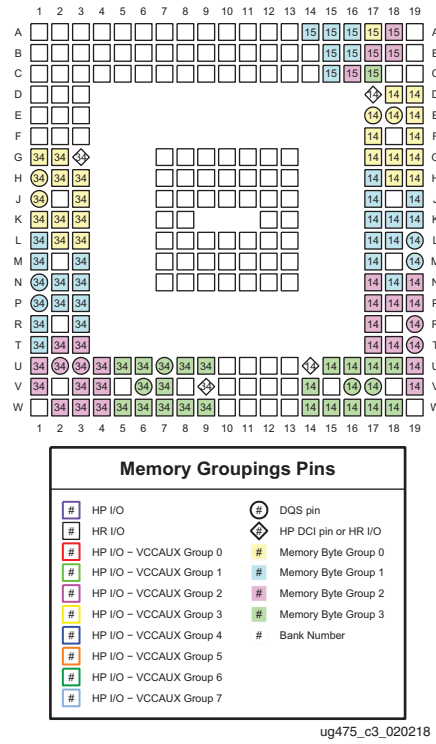 1 2 3 4 5 6 7 8 9 10 11 12 13 14 15 16 17 18 19
A 14 15 15 15 15 A
B 15 15 15 15 B
C 15 15 15
D 14 14 14
E 14 14 14
F 14 14
G 34 34 34 14 14 14
H 34 34 34 14 14 14
J 34 34 14 14
K 34 34 34 14 14 14
L 34 34 34 14 14 14
M 34 34 14 14
N 34 34 34 14 14 14
P 34 34 34 14 14 14
R 34 34 14 14
T 34 34 34 14 14 14
U 34 34 34 34 34 34 34 34 34 14 14 14 14 14 14
V 34 34 34 34 34 34 14 14 14 14
W 34 34 34 34 34 34 34 34 14 14 14 14 14
1 2 3 4 5 6 7 8 9 10 11 12 13 14 15 16 17 18 19
Memory Groupings Pins
# HP I/O
# HR I/O
# HP I/O − VCCAUX Group 0
# HP I/O − VCCAUX Group 1
# HP I/O − VCCAUX Group 2
# HP I/O − VCCAUX Group 3
# HP I/O − VCCAUX Group 4
# HP I/O − VCCAUX Group 5
# HP I/O − VCCAUX Group 6
# HP I/O − VCCAUX Group 7
# DQS pin
# HP DCI pin or HR I/O
# Memory Byte Group 0
# Memory Byte Group 1
# Memory Byte Group 2
# Memory Byte Group 3
# Bank Number
ug475_c3_020218